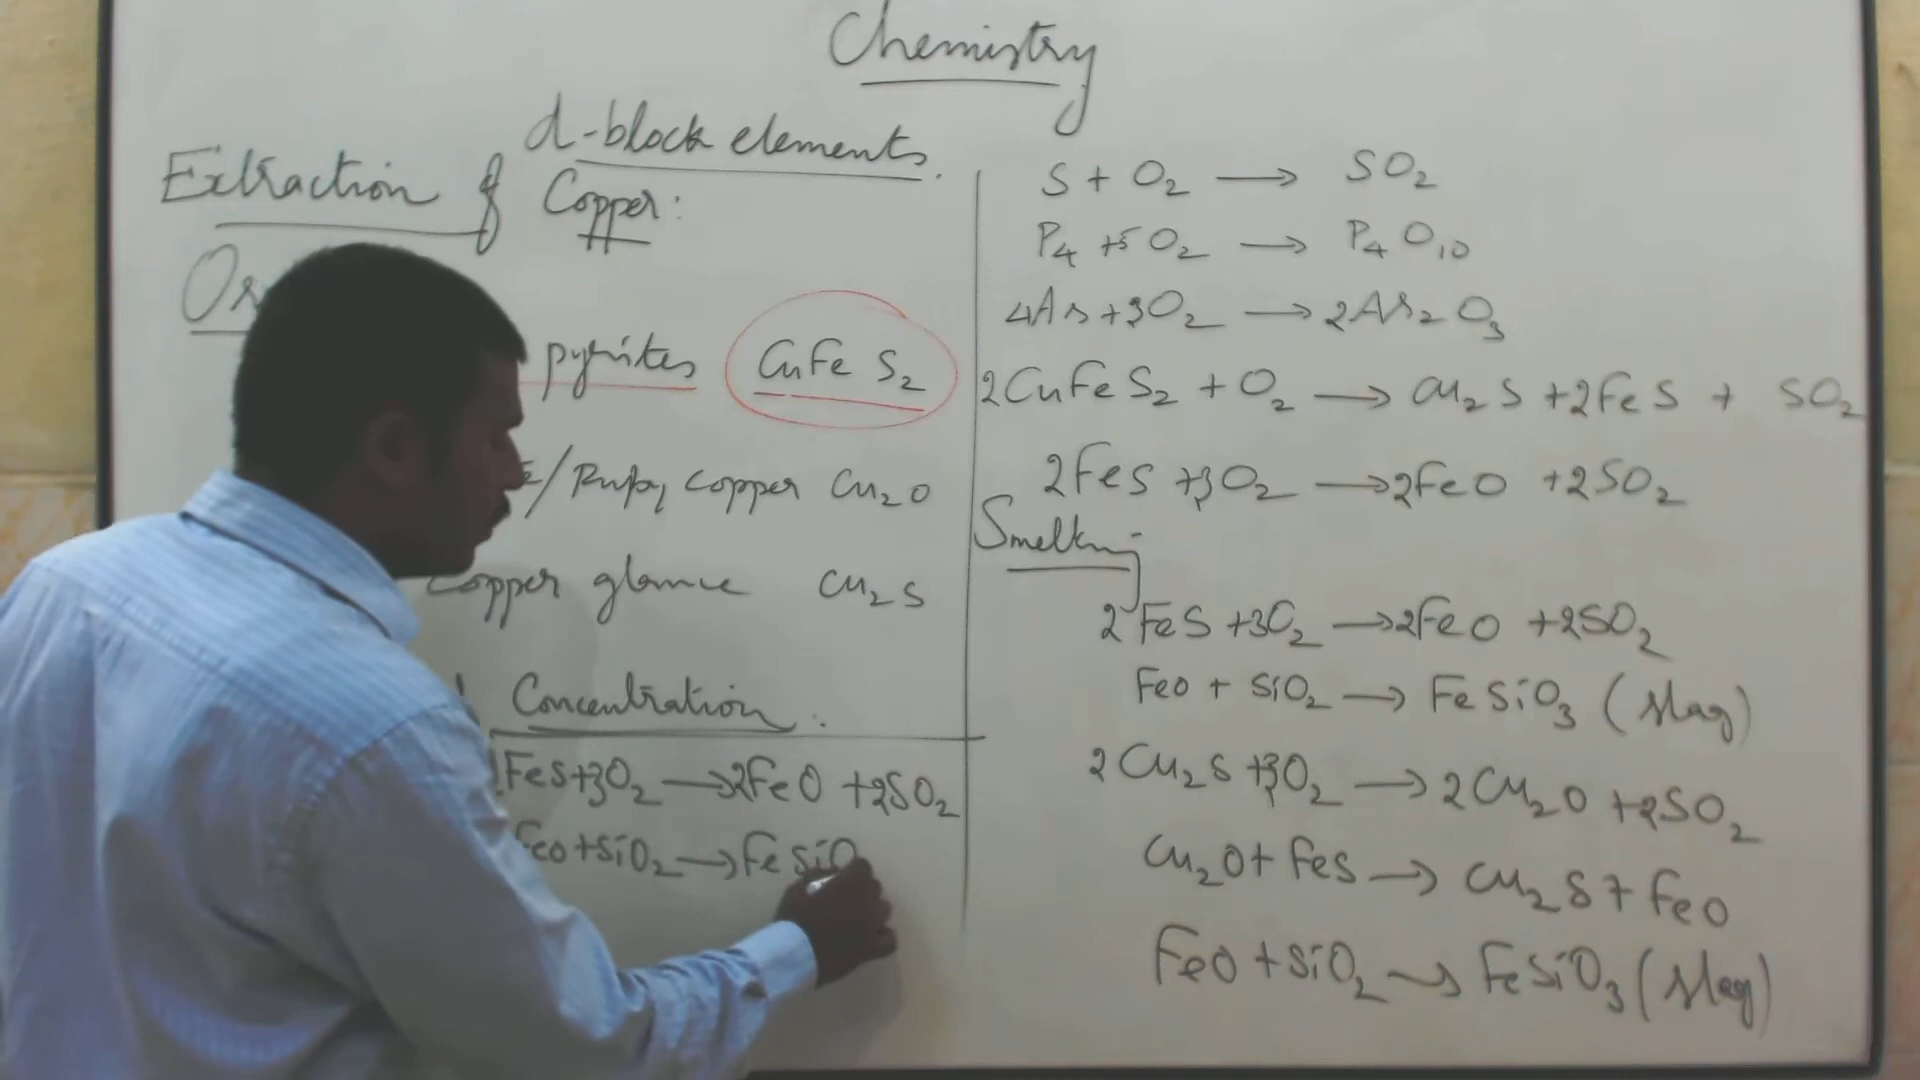 Chemistry
d-block elements.
Extraction of Copper:
pyrites CuFeS2
/ Ruby copper Cu2O
Copper glance Cu2S
Concentration :
FeS+3O2 → 2FeO +2SO2
FeO+SiO2 → FeSiO
S + O2 → SO2
P4 +5O2 → P4O10
4As+3O2 → 2As2O3
2CuFeS2 + O2 → Cu2S +2FeS + SO2
2FeS +3O2 → 2FeO +2SO2
Smelting
2FeS +3O2 → 2FeO +2SO2
FeO + SiO2 → FeSiO3 (slag)
2Cu2S +3O2 → 2Cu2O +2SO2
Cu2O+ FeS → Cu2S + FeO
FeO +SiO2 → FeSiO3 (slag)